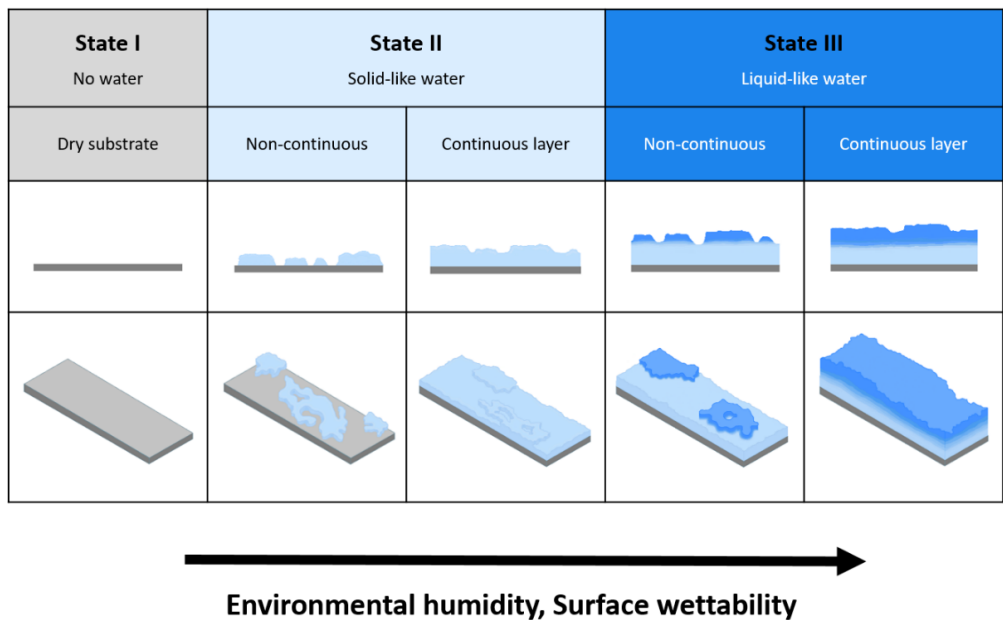 State I
No water
State II
Solid-like water
State III
Liquid-like water
Dry substrate
Non-continuous
Continuous layer
Non-continuous
Continuous layer
Environmental humidity, Surface wettability